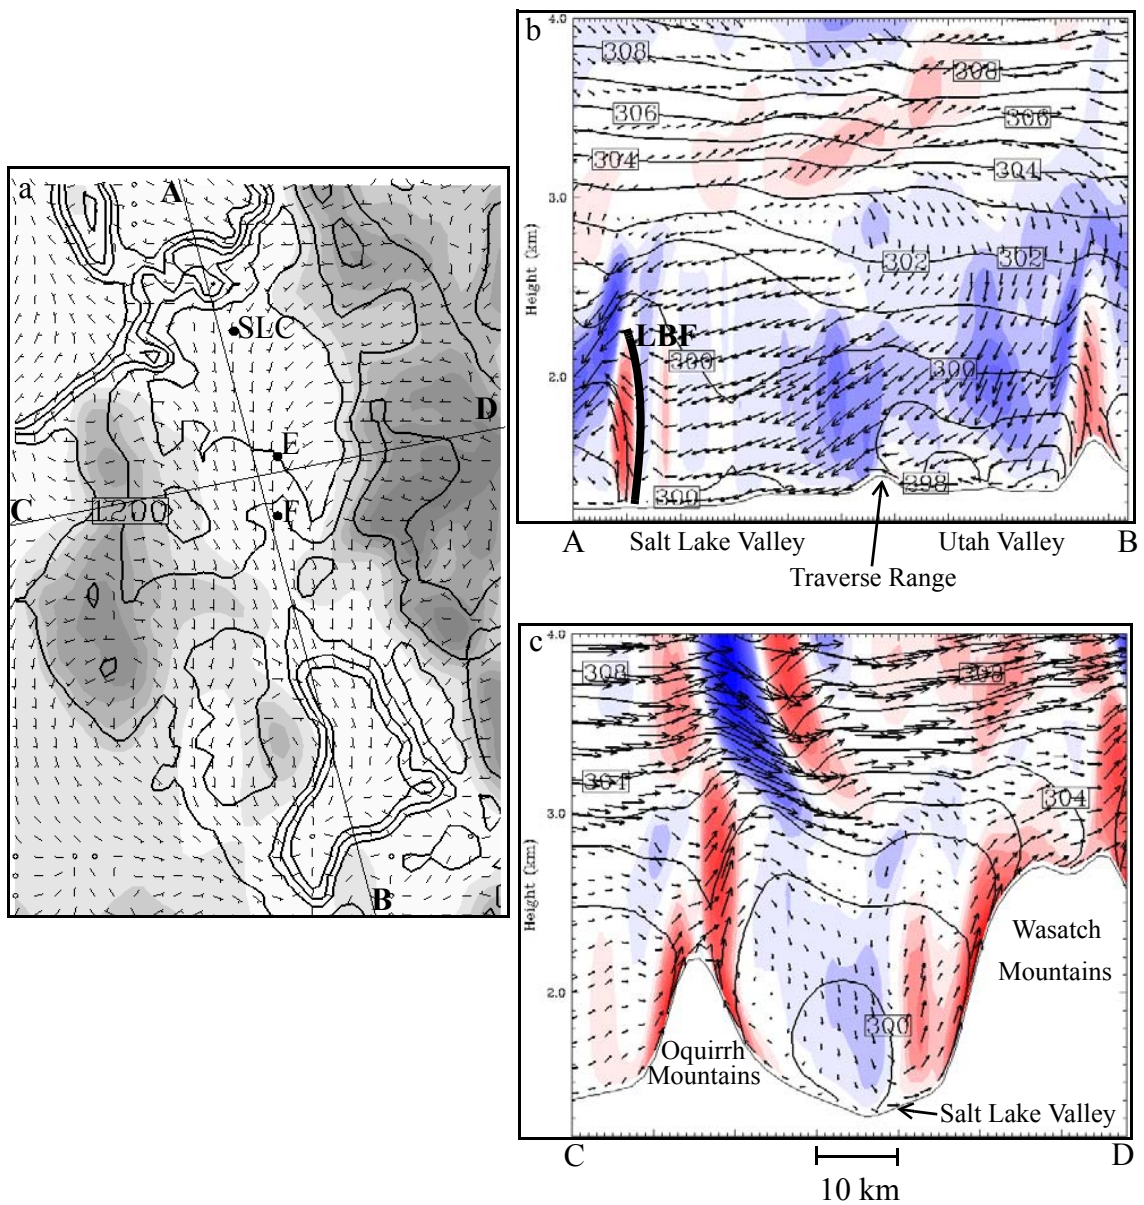 a
A
SLC
D
E
C
1200
F
B
b
4.0
308
308
306
306
304
304
3.0
Height (km)
302
302
LBF
300
300
2.0
298
300
A
Salt Lake Valley
Utah Valley
B
Traverse Range
c
4.0
308
308
304
304
3.0
Height (km)
Wasatch
Mountains
2.0
300
Oquirrh
Mountains
Salt Lake Valley
C
D
10 km